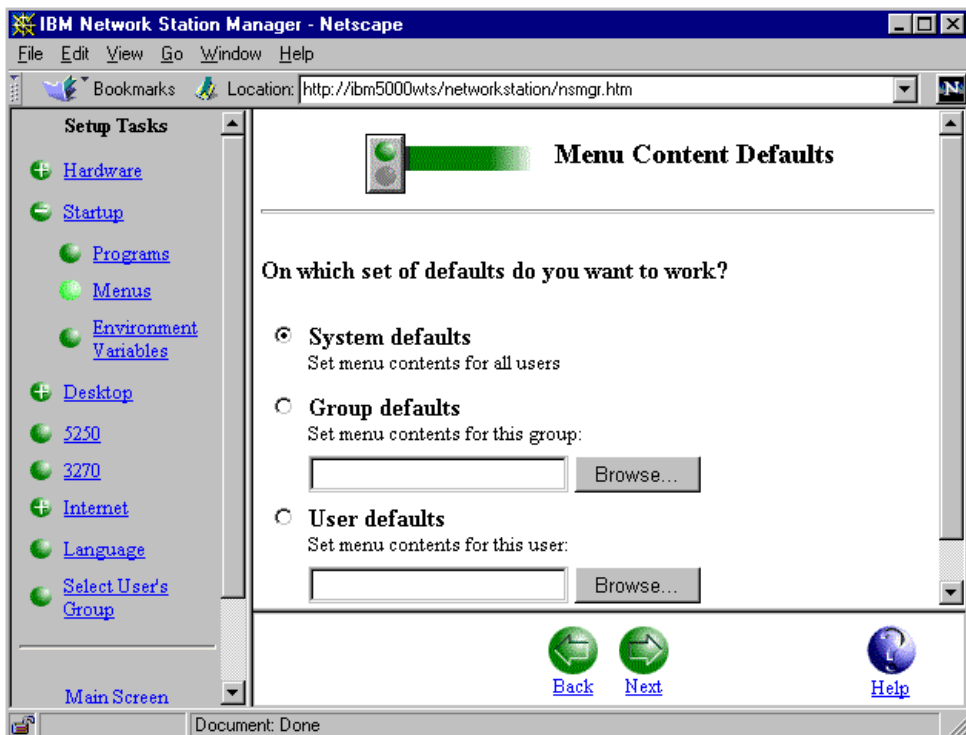 IBM Network Station Manager - Netscape
File Edit View Go Window Help
Bookmarks Location: http://ibm5000wts/networkstation/nsmgr.htm N
Setup Tasks
Hardware
Startup
Programs
Menus
Environment
Variables
Desktop
5250
3270
Internet
Language
Select User's
Group
Main Screen
Menu Content Defaults
On which set of defaults do you want to work?
System defaults
Set menu contents for all users
Group defaults
Set menu contents for this group:
Browse...
User defaults
Set menu contents for this user:
Browse...
Back Next Help
Document: Done